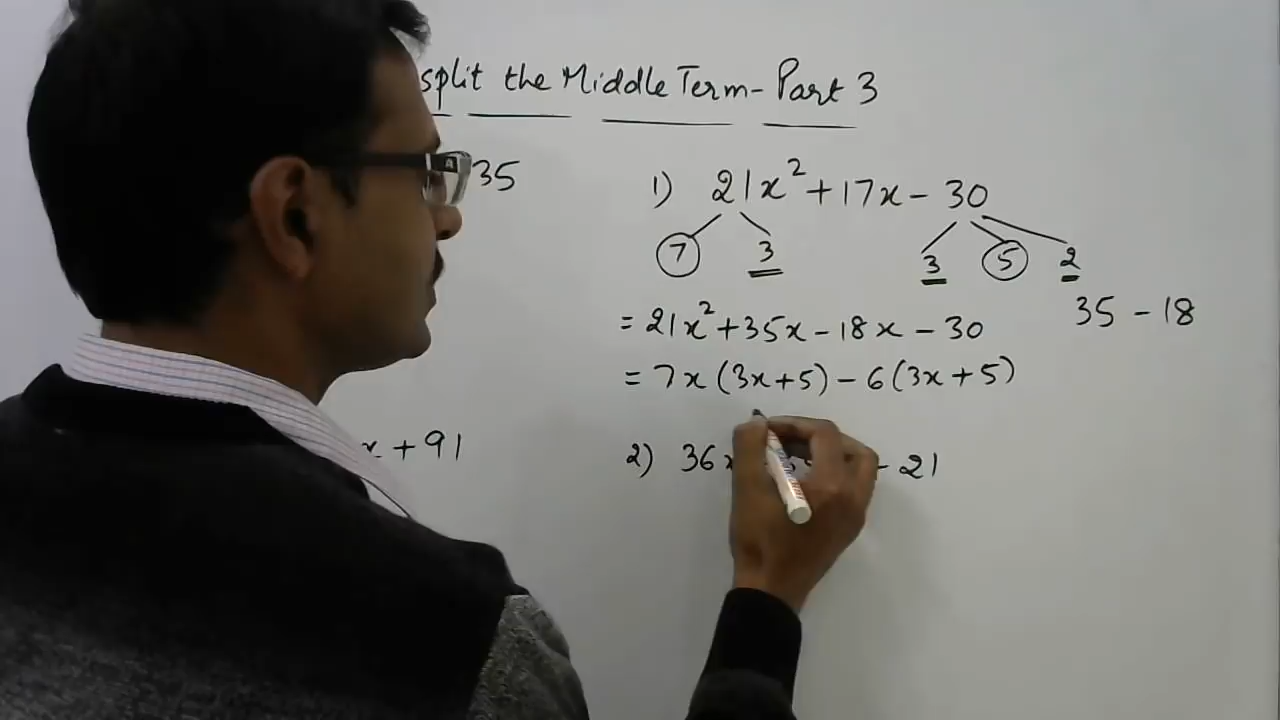 split the Middle Term - Part 3
35
1) 21x² + 17x - 30
7 3 3 5 2
35 - 18
= 21x² + 35x - 18x - 30
= 7x (3x + 5) - 6 (3x + 5)
x + 91
2) 36x - 21